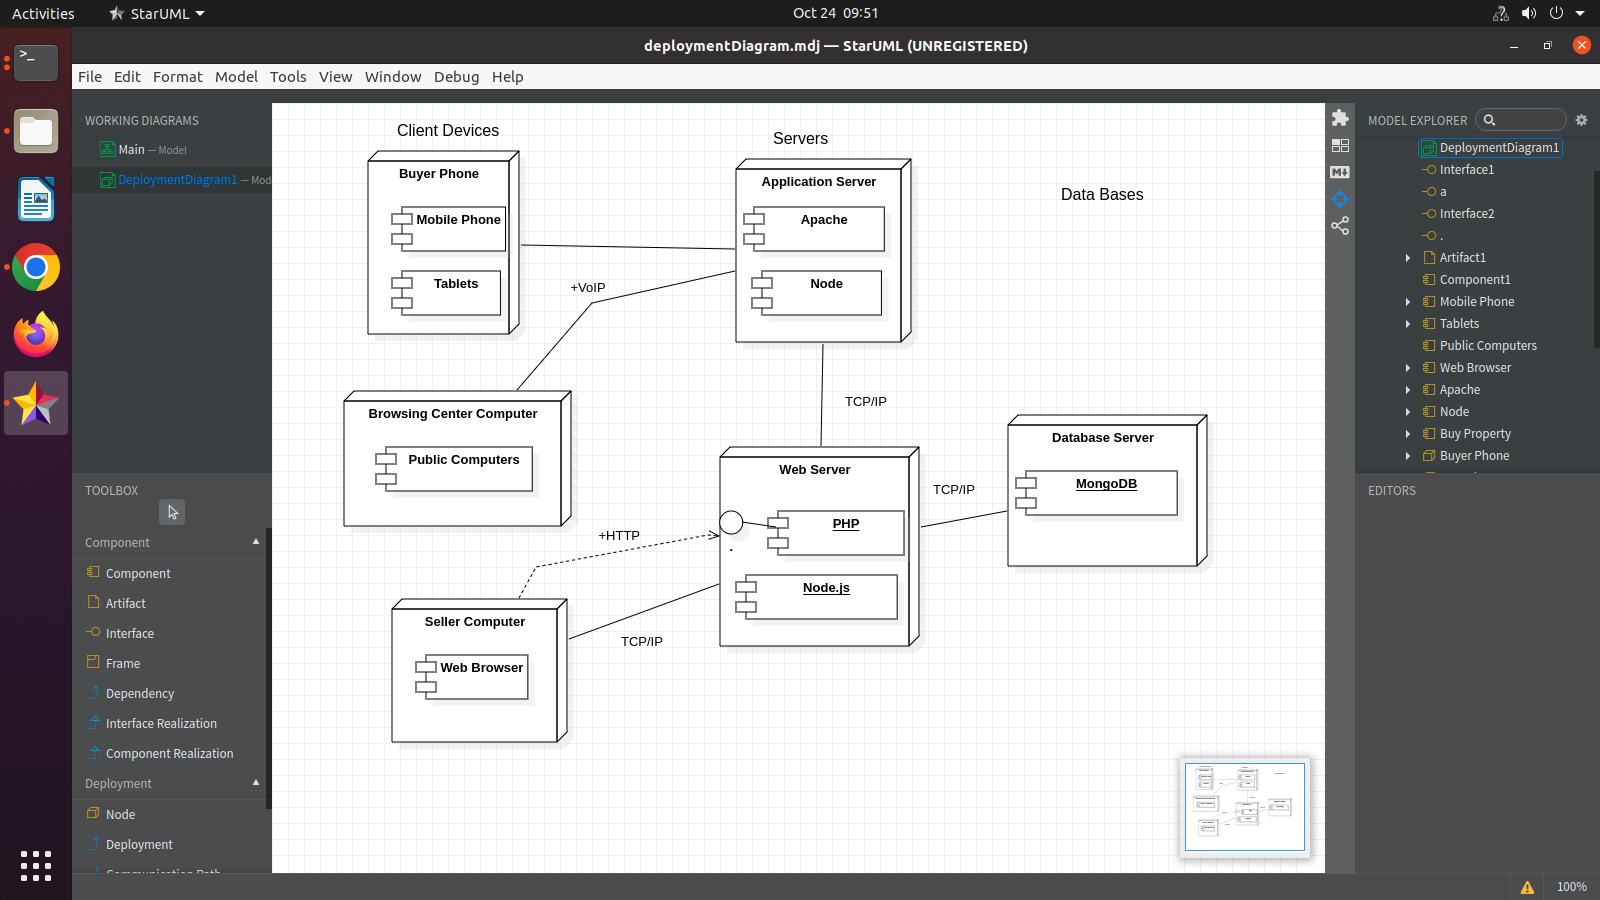 Activities
StarUML
Oct 24 09:51
deploymentDiagram.mdj — StarUML (UNREGISTERED)
File Edit Format Model Tools View Window Debug Help
WORKING DIAGRAMS
Main — Model
DeploymentDiagram1 — Mod
TOOLBOX
Component
Component
Artifact
Interface
Frame
Dependency
Interface Realization
Component Realization
Deployment
Node
Deployment
Communication Path
Client Devices
Servers
Data Bases
Buyer Phone
Mobile Phone
Tablets
Application Server
Apache
Node
+VoIP
Browsing Center Computer
Public Computers
TCP/IP
Web Server
PHP
.
Node.js
TCP/IP
Database Server
MongoDB
+HTTP
Seller Computer
Web Browser
TCP/IP
MODEL EXPLORER
DeploymentDiagram1
Interface1
a
Interface2
.
Artifact1
Component1
Mobile Phone
Tablets
Public Computers
Web Browser
Apache
Node
Buy Property
Buyer Phone
EDITORS
100%